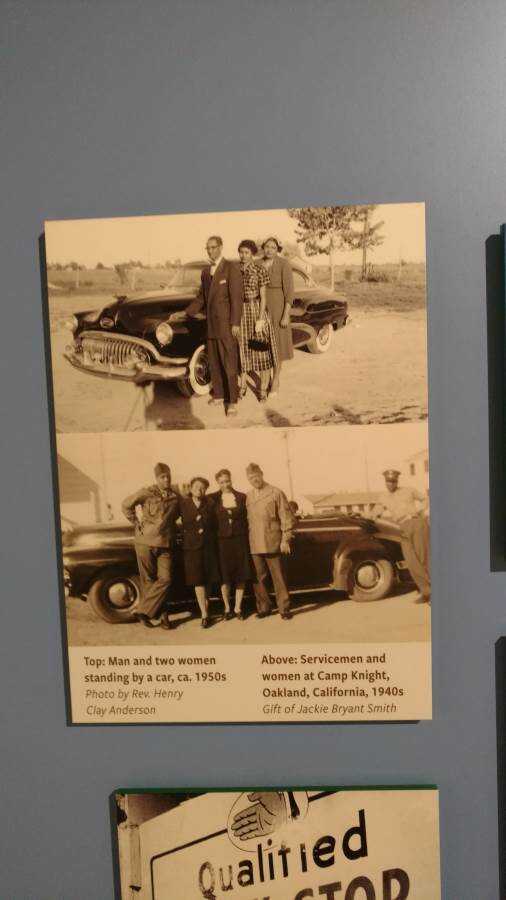 Top: Man and two women
standing by a car, ca. 1950s
Photo by Rev. Henry
Clay Anderson
Above: Servicemen and
women at Camp Knight,
Oakland, California, 1940s
Gift of Jackie Bryant Smith
Qualified
STOP